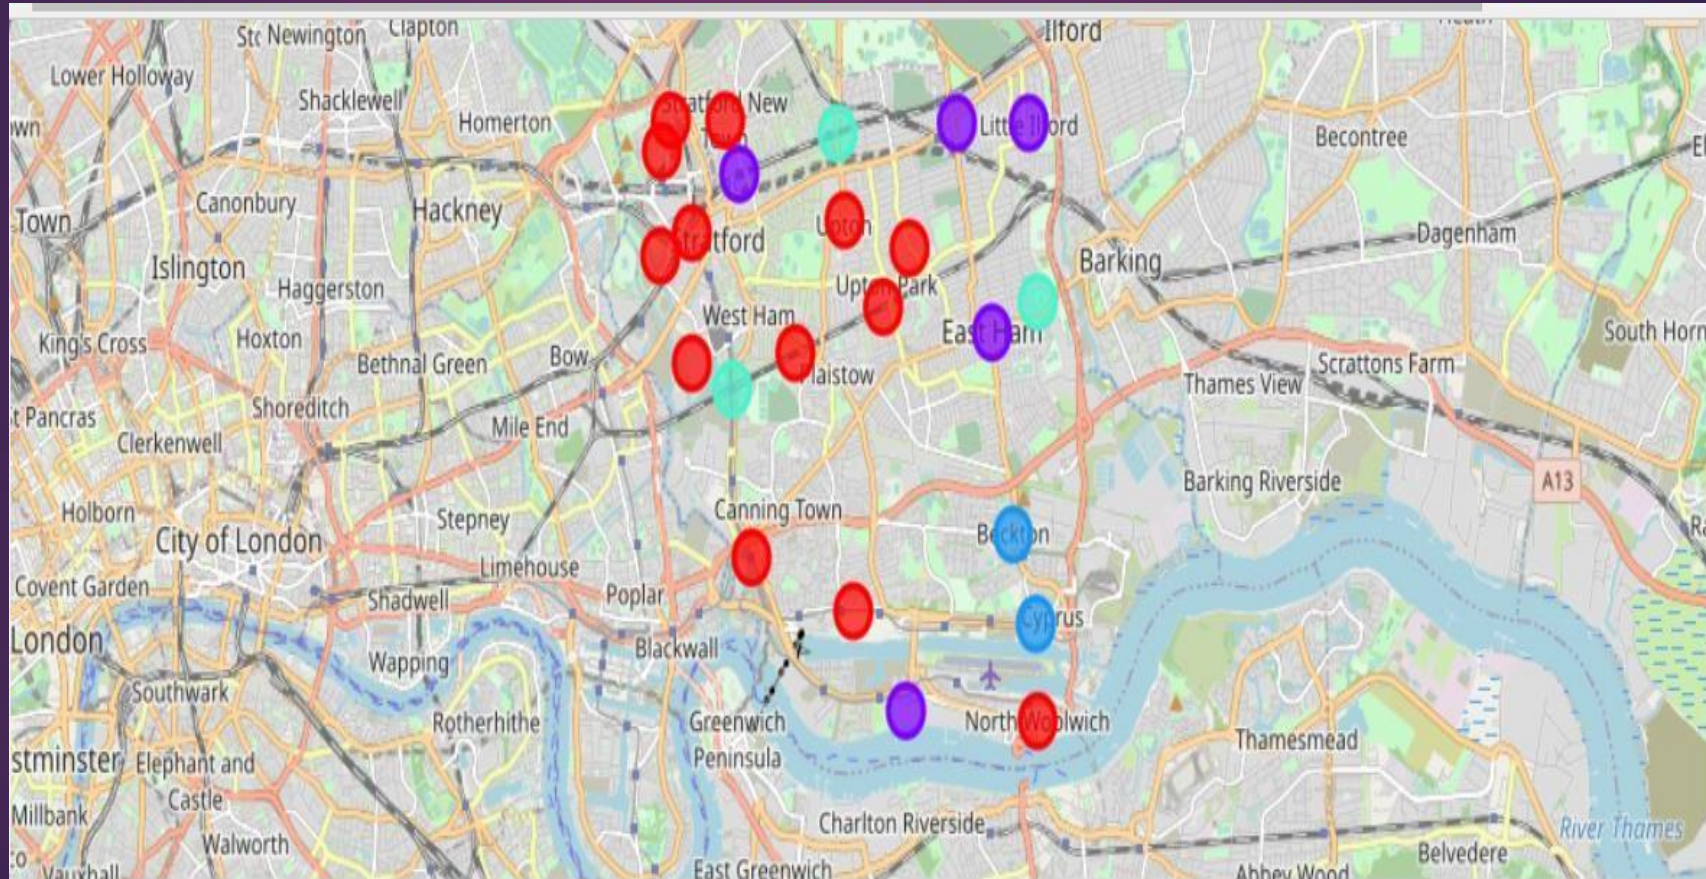 Ilford
Stc Newington
Clapton
Lower Holloway
Shacklewell
Homerton
Stratford New
Town
Little Ilford
Becontree
Town
Canonbury
Hackney
Stratford
Upton
Dagenham
Islington
Haggerston
Upton Park
Barking
King's Cross
Hoxton
Bethnal Green
Bow
West Ham
East Ham
South Horn
Scrattons Farm
Plaistow
Thames View
t Pancras
Shoreditch
Clerkenwell
Mile End
Barking Riverside
A13
Holborn
City of London
Stepney
Canning Town
Beckton
Covent Garden
Limehouse
Shadwell
Poplar
Cyprus
London
Wapping
Blackwall
Southwark
Rotherhithe
Greenwich
Peninsula
North Woolwich
Thamesmead
stminster
Elephant and
Castle
Millbank
Walworth
Charlton Riverside
River Thames
Belvedere
East Greenwich
Abbey Wood
Vauxhall